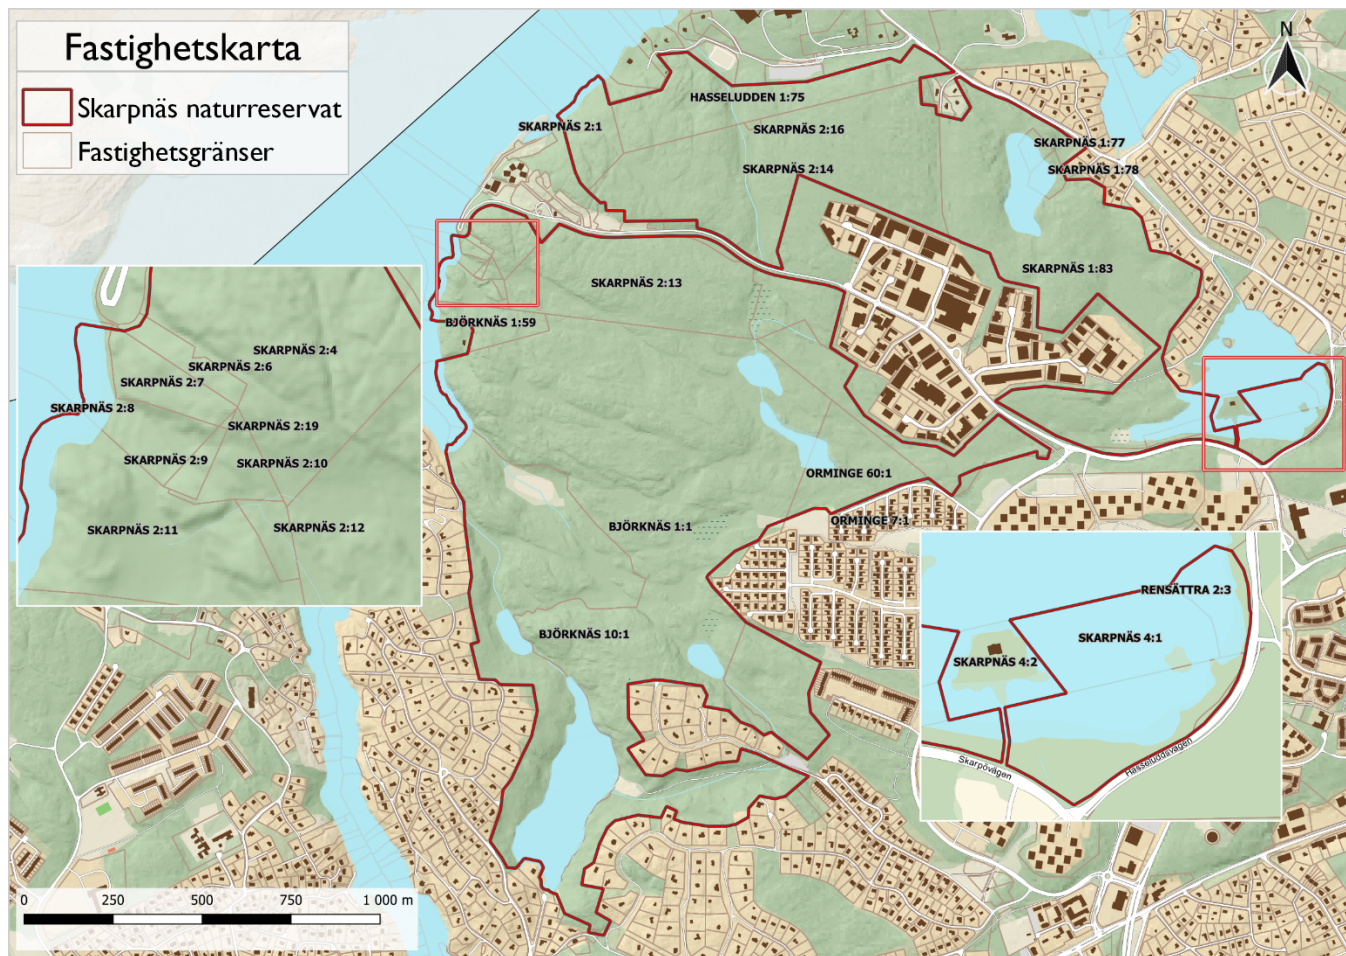 Fastighetskarta
Skarpnäs naturreservat
Fastighetsgränser
N
HASSELUDDEN 1:75
SKARPNÄS 2:1
SKARPNÄS 2:16
SKARPNÄS 1:77
SKARPNÄS 2:14
SKARPNÄS 1:78
SKARPNÄS 1:83
SKARPNÄS 2:13
BJÖRKNÄS 1:59
SKARPNÄS 2:4
SKARPNÄS 2:6
SKARPNÄS 2:7
SKARPNÄS 2:8
SKARPNÄS 2:19
SKARPNÄS 2:9
SKARPNÄS 2:10
SKARPNÄS 2:11
SKARPNÄS 2:12
ORMINGE 60:1
ORMINGE 7:1
BJÖRKNÄS 1:1
BJÖRKNÄS 10:1
RENSÄTTRA 2:3
SKARPNÄS 4:1
SKARPNÄS 4:2
Skarpövägen
Hasseluddsvägen
0 250 500 750 1 000 m